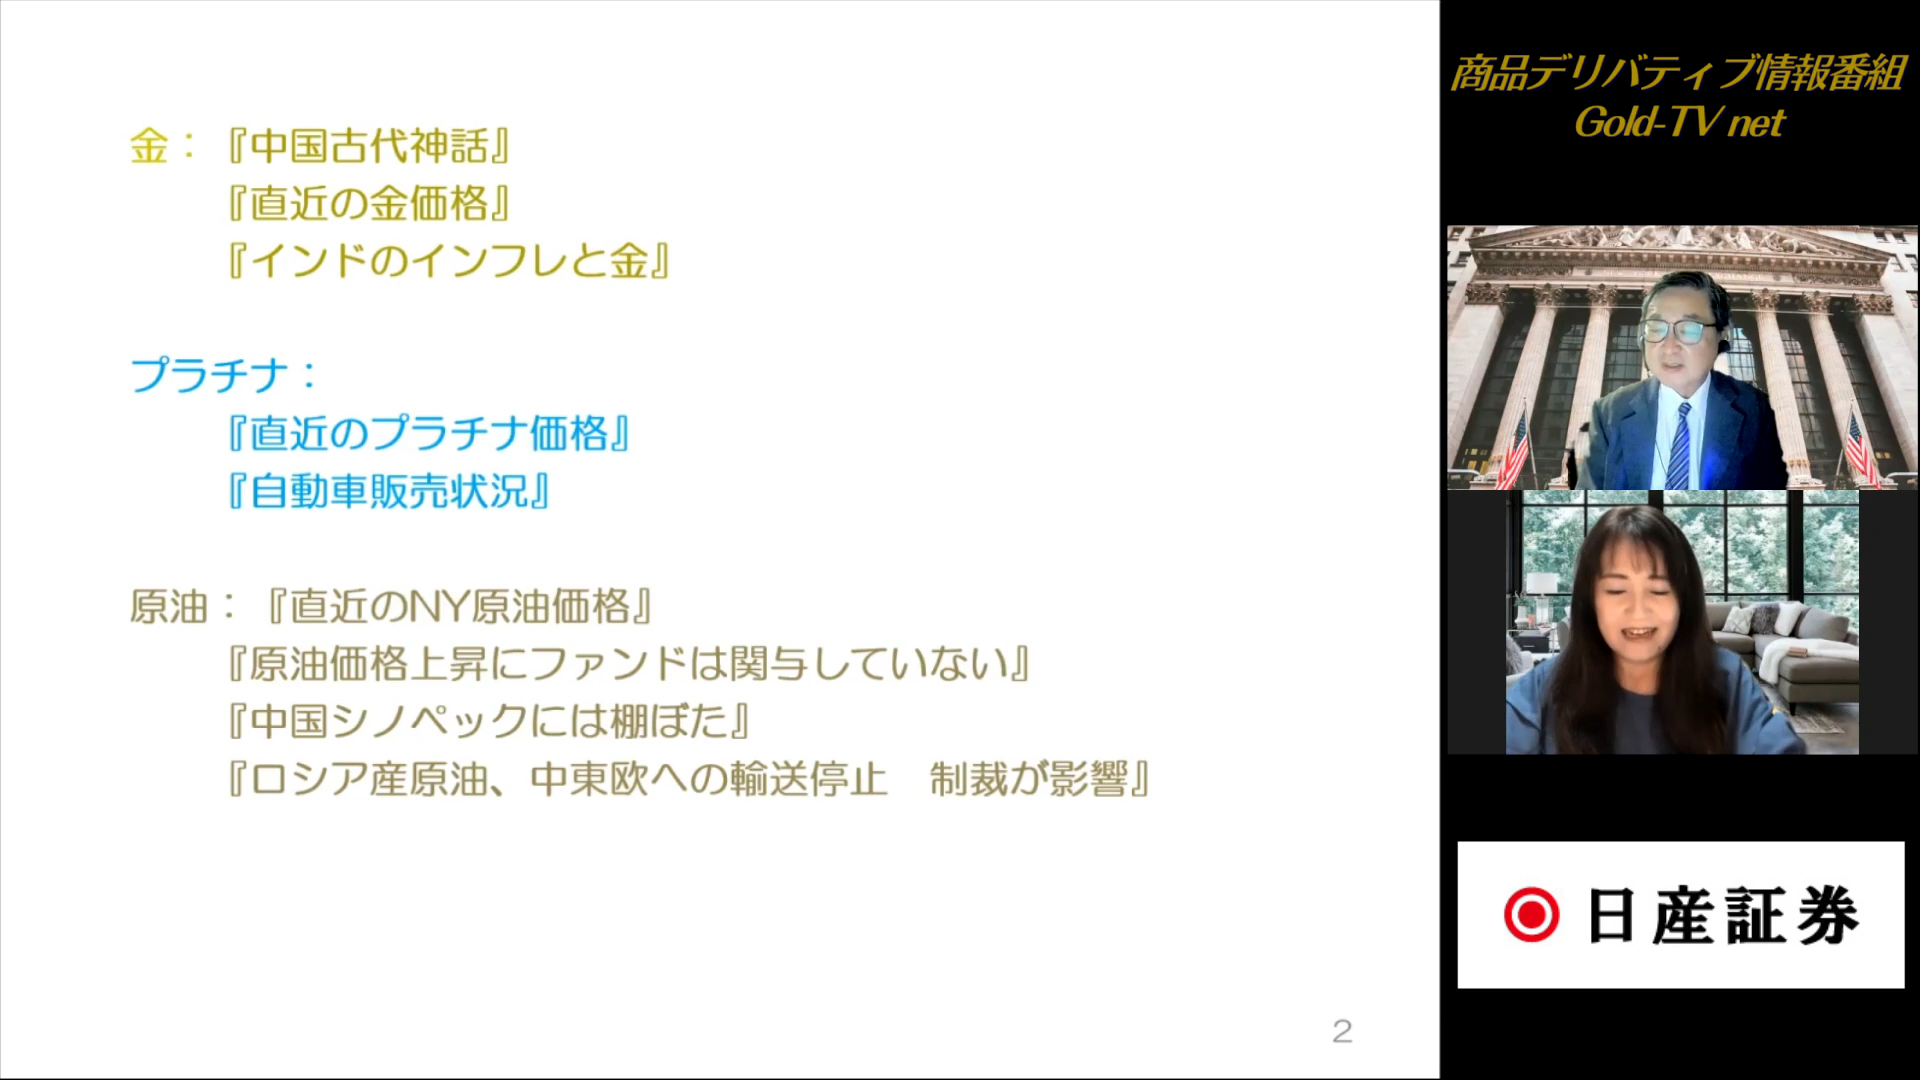 金：『中国古代神話』
『直近の金価格』
『インドのインフレと金』
プラチナ：
『直近のプラチナ価格』
『自動車販売状況』
原油：『直近のNY原油価格』
『原油価格上昇にファンドは関与していない』
『中国シノペックには棚ぼた』
『ロシア産原油、中東欧への輸送停止　制裁が影響』
2
商品デリバティブ情報番組
Gold-TV net
日産証券